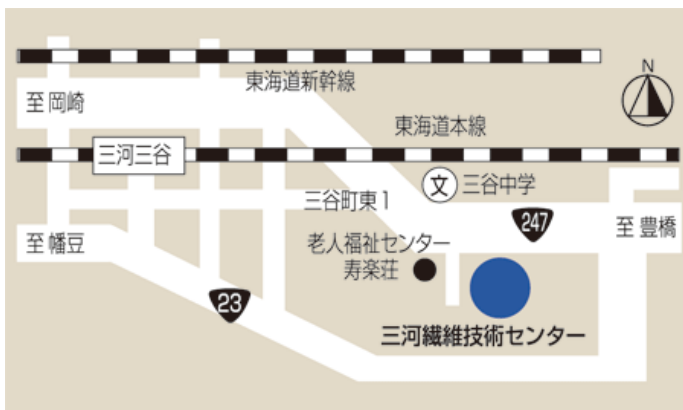 東海道新幹線
N
至岡崎
東海道本線
三河三谷
文 三谷中学
三谷町東1
247
至豊橋
至幡豆
老人福祉センター
寿楽荘
23
三河繊維技術センター